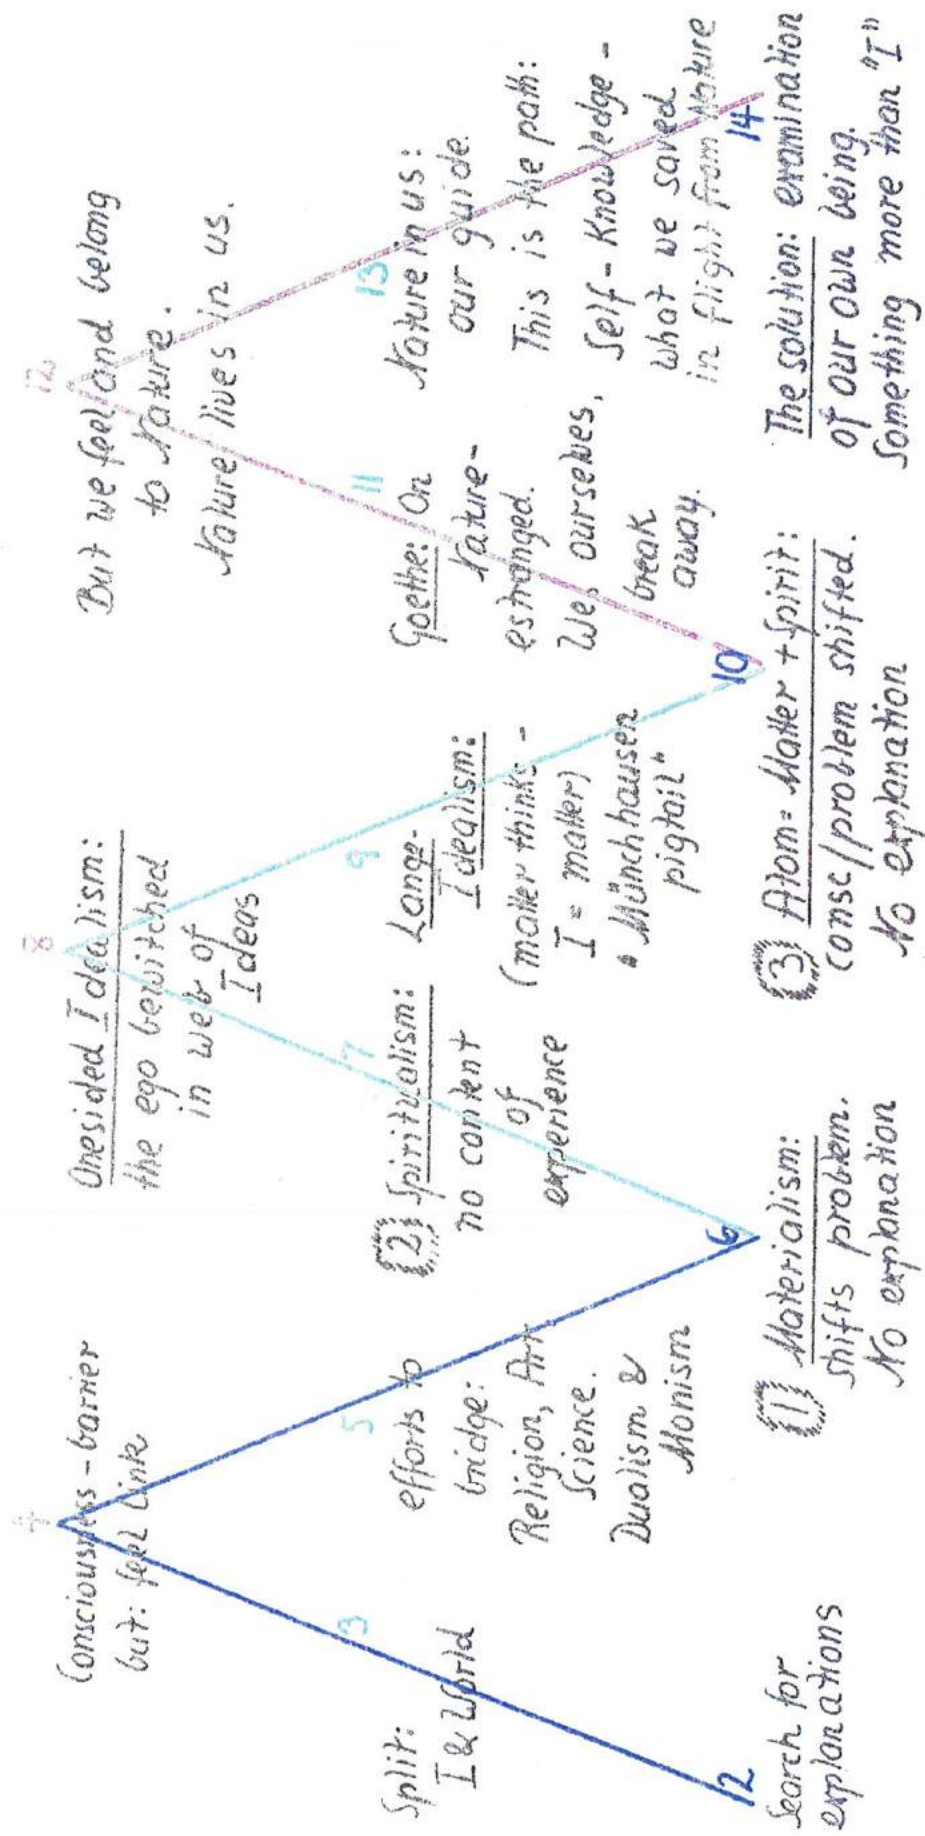 12
Search for
explanations
3
Split:
I & World
4
Consciousness - barrier
but: feel Link
5
efforts to
bridge:
Religion, Art
Science.
Dualism &
Monism
6
{1} Materialism:
shifts problem.
No explanation
7
{2} Spiritualism:
no content
of
experience
8
Onesided Idealism:
the ego bewitched
in web of
Ideas
9
Lange-
Idealism:
(matter thinks -
I = matter)
"Münchhausen
pigtail"
10
{3} Atom = Matter + Spirit:
consc/problem shifted.
No explanation
11
Goethe: On
Nature-
estranged.
We, ourselves,
break
away.
12
But we feel and belong
to Nature.
Nature lives in us.
13
Nature in us:
our guide.
This is the path:
Self-Knowledge -
what we saved
in flight from Nature
14
The solution: examination
of our own being.
Something more than "I"